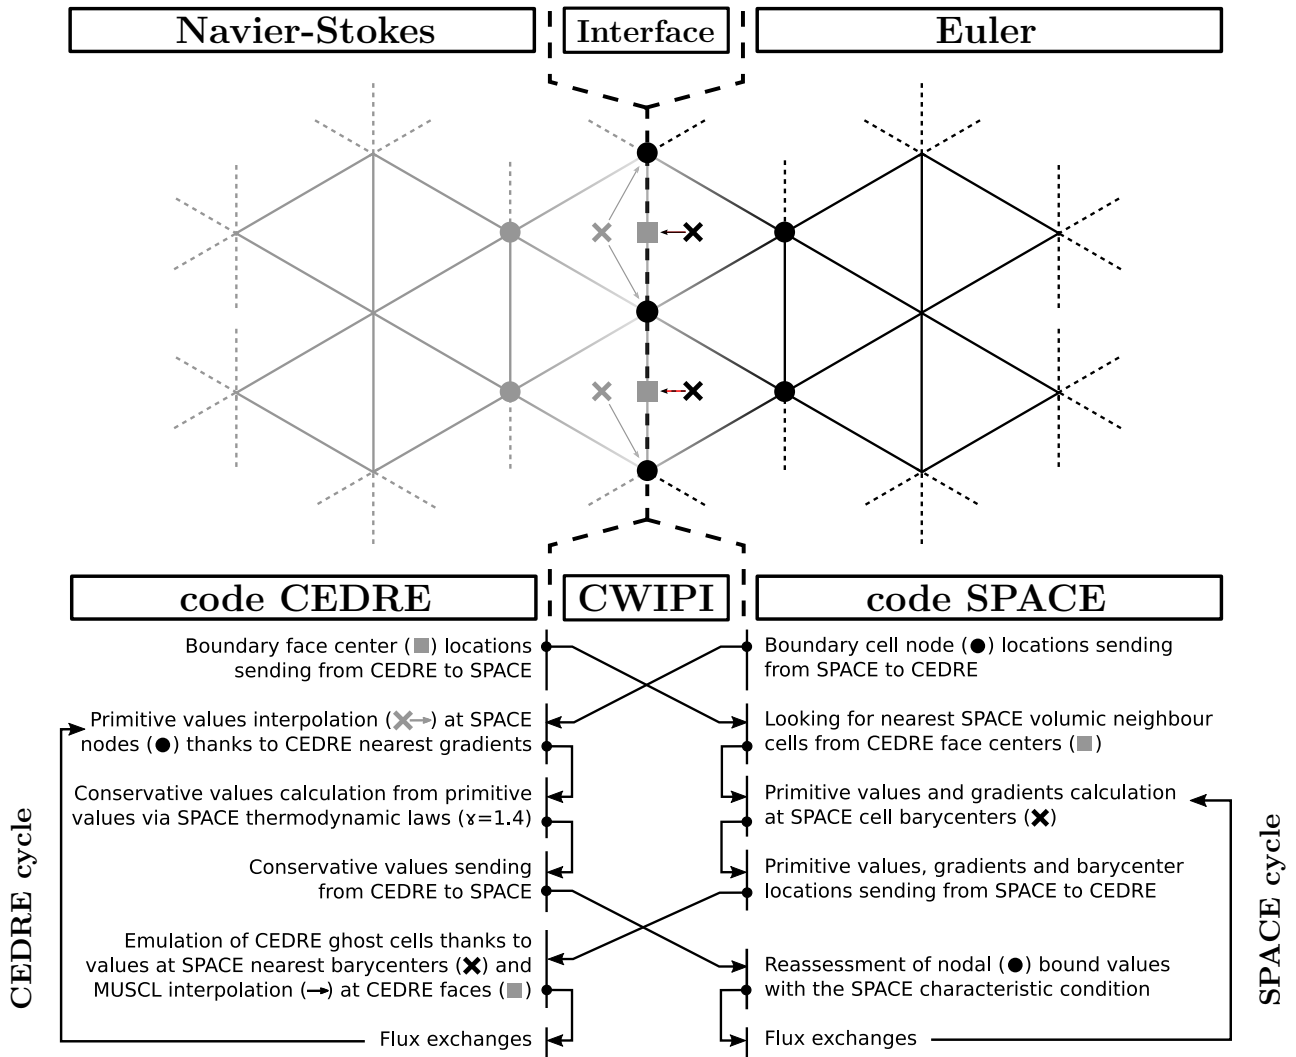 Navier-Stokes
Interface
Euler
code CEDRE
CWIPI
code SPACE
Boundary face center (■) locations
sending from CEDRE to SPACE
Primitive values interpolation (✕→) at SPACE
nodes (●) thanks to CEDRE nearest gradients
Conservative values calculation from primitive
values via SPACE thermodynamic laws (ɤ=1.4)
Conservative values sending
from CEDRE to SPACE
Emulation of CEDRE ghost cells thanks to
values at SPACE nearest barycenters (✕) and
MUSCL interpolation (→) at CEDRE faces (■)
Flux exchanges
CEDRE cycle
Boundary cell node (●) locations sending
from SPACE to CEDRE
Looking for nearest SPACE volumic neighbour
cells from CEDRE face centers (■)
Primitive values and gradients calculation
at SPACE cell barycenters (✕)
Primitive values, gradients and barycenter
locations sending from SPACE to CEDRE
Reassessment of nodal (●) bound values
with the SPACE characteristic condition
Flux exchanges
SPACE cycle